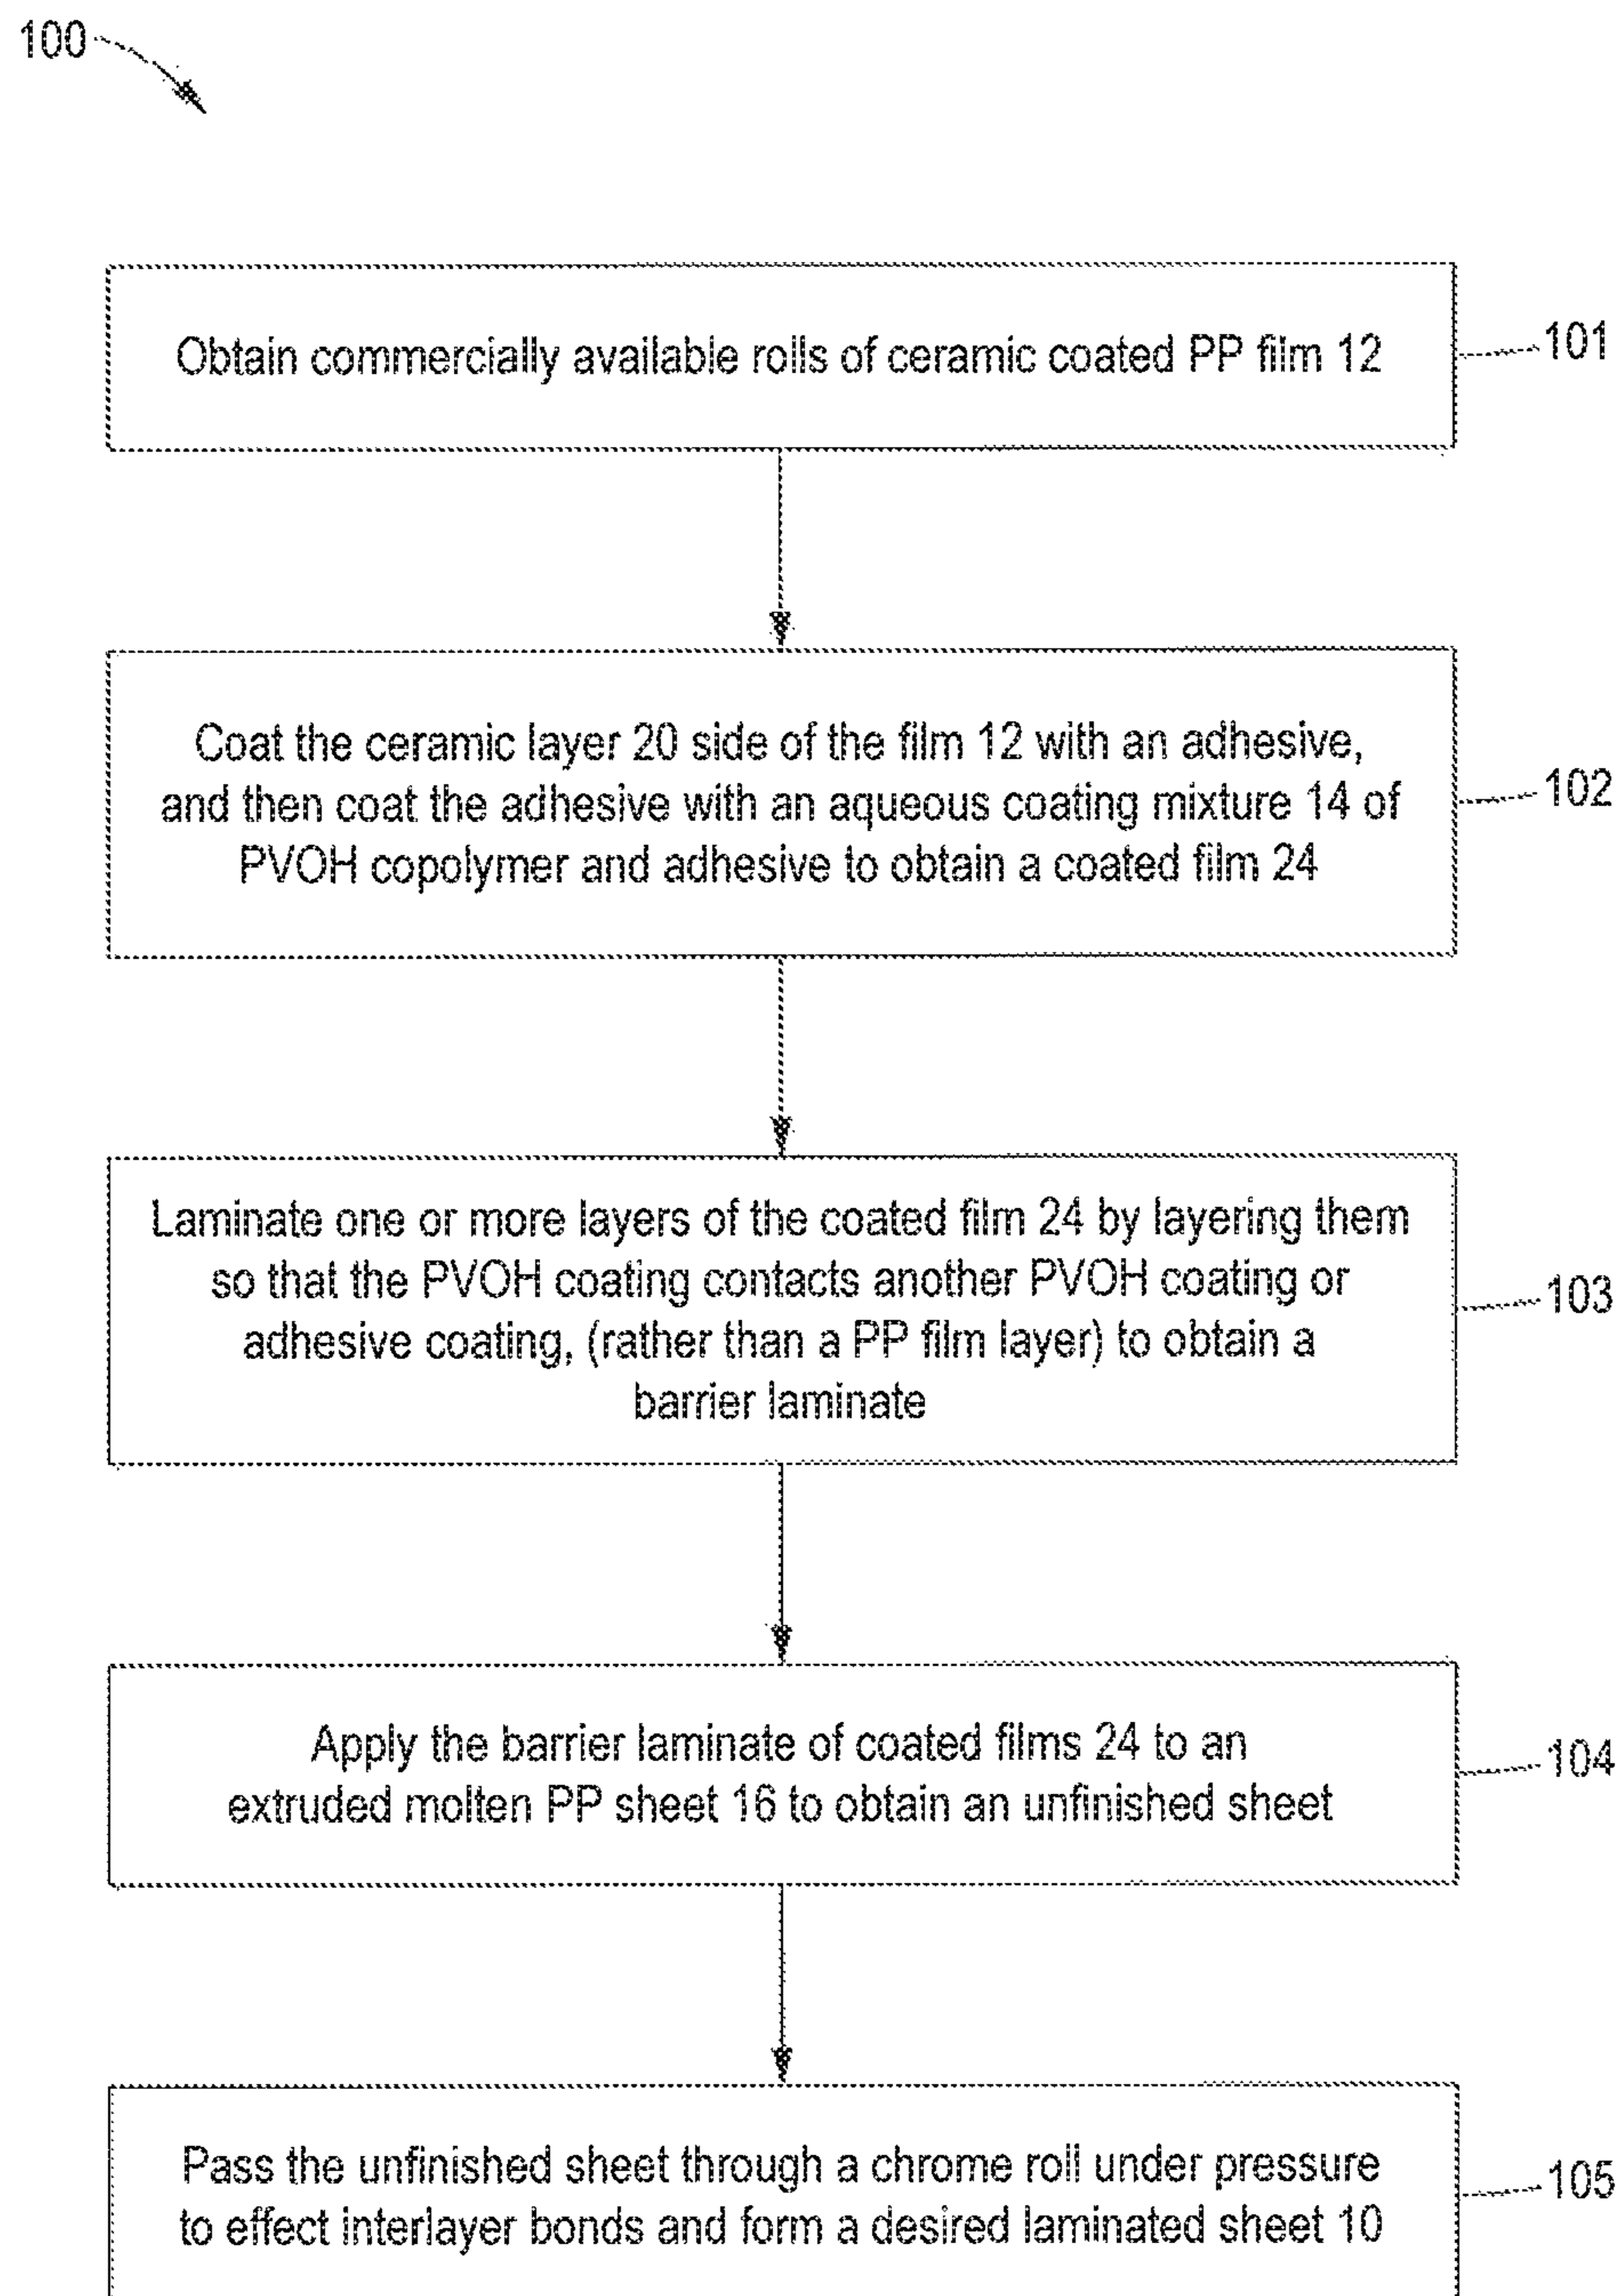 100
Obtain commercially available rolls of ceramic coated PP film 12
101
Coat the ceramic layer 20 side of the film 12 with an adhesive,
and then coat the adhesive with an aqueous coating mixture 14 of
PVOH copolymer and adhesive to obtain a coated film 24
102
Laminate one or more layers of the coated film 24 by layering them
so that the PVOH coating contacts another PVOH coating or
adhesive coating, (rather than a PP film layer) to obtain a
barrier laminate
103
Apply the barrier laminate of coated films 24 to an
extruded molten PP sheet 16 to obtain an unfinished sheet
104
Pass the unfinished sheet through a chrome roll under pressure
to effect interlayer bonds and form a desired laminated sheet 10
105